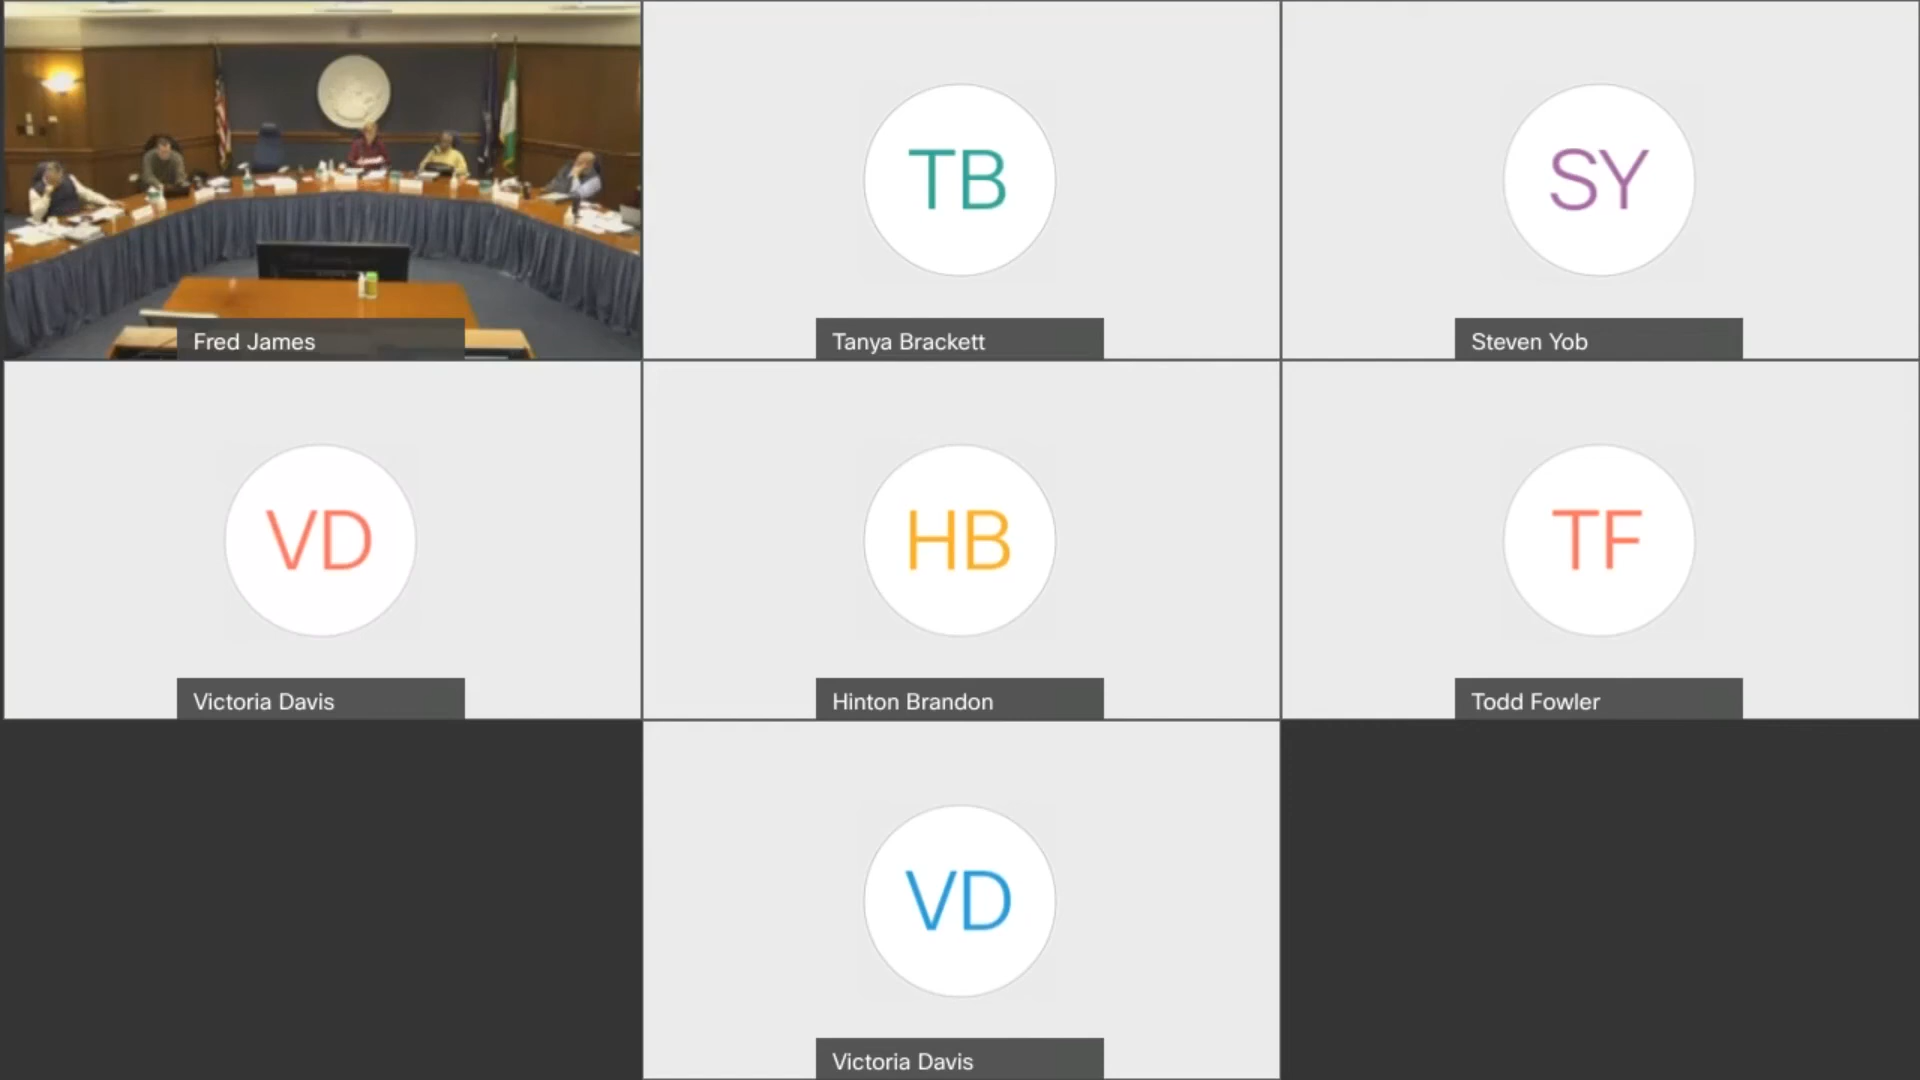 Fred James
TB
Tanya Brackett
SY
Steven Yob
VD
Victoria Davis
HB
Hinton Brandon
TF
Todd Fowler
VD
Victoria Davis